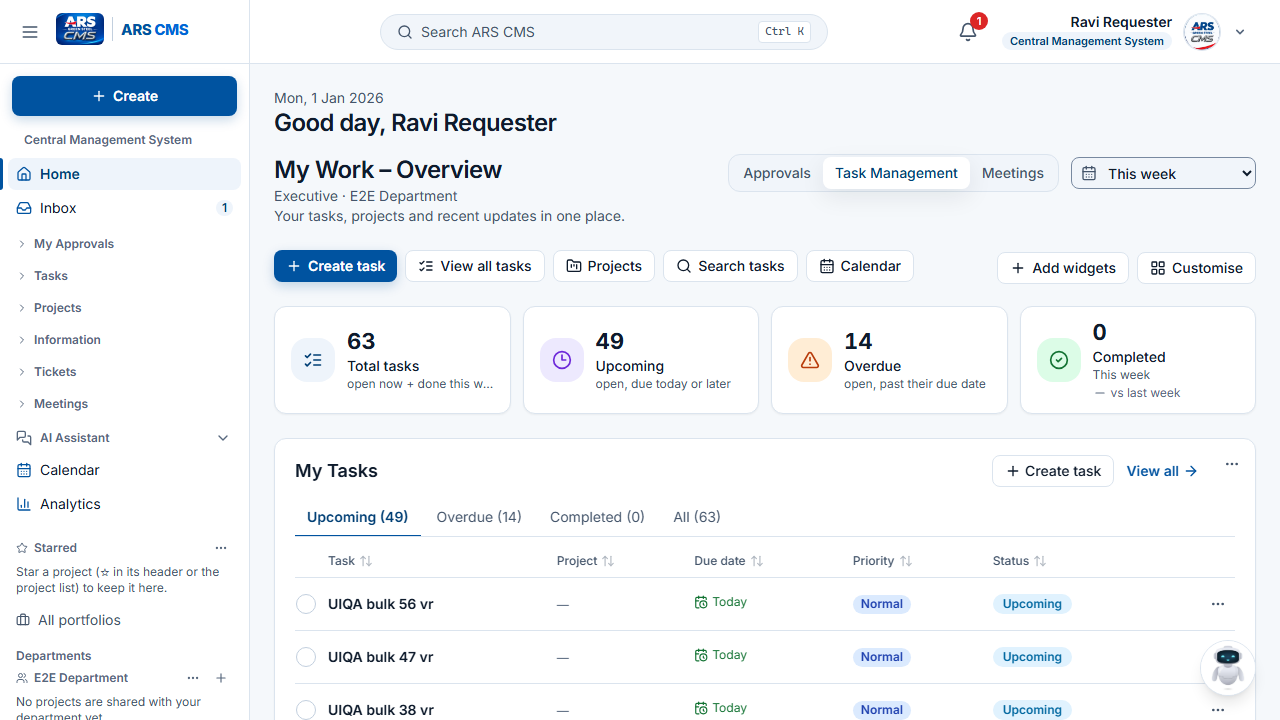 ARS
CMS
ARS CMS
Search ARS CMS
Ctrl K
1
Ravi Requester
Central Management System
Create
Central Management System
Home
Inbox
1
My Approvals
Tasks
Projects
Information
Tickets
Meetings
AI Assistant
Calendar
Analytics
Starred
Star a project (☆ in its header or the
project list) to keep it here.
All portfolios
Departments
E2E Department
No projects are shared with your
department yet
Mon, 1 Jan 2026
Good day, Ravi Requester
My Work – Overview
Executive · E2E Department
Your tasks, projects and recent updates in one place.
Approvals
Task Management
Meetings
This week
Create task
View all tasks
Projects
Search tasks
Calendar
Add widgets
Customise
63
Total tasks
open now + done this w...
49
Upcoming
open, due today or later
14
Overdue
open, past their due date
0
Completed
This week
— vs last week
My Tasks
Create task
View all
Upcoming (49)
Overdue (14)
Completed (0)
All (63)
Task
Project
Due date
Priority
Status
UIQA bulk 56 vr — Today Normal Upcoming
UIQA bulk 47 vr — Today Normal Upcoming
UIQA bulk 38 vr — Today Normal Upcoming